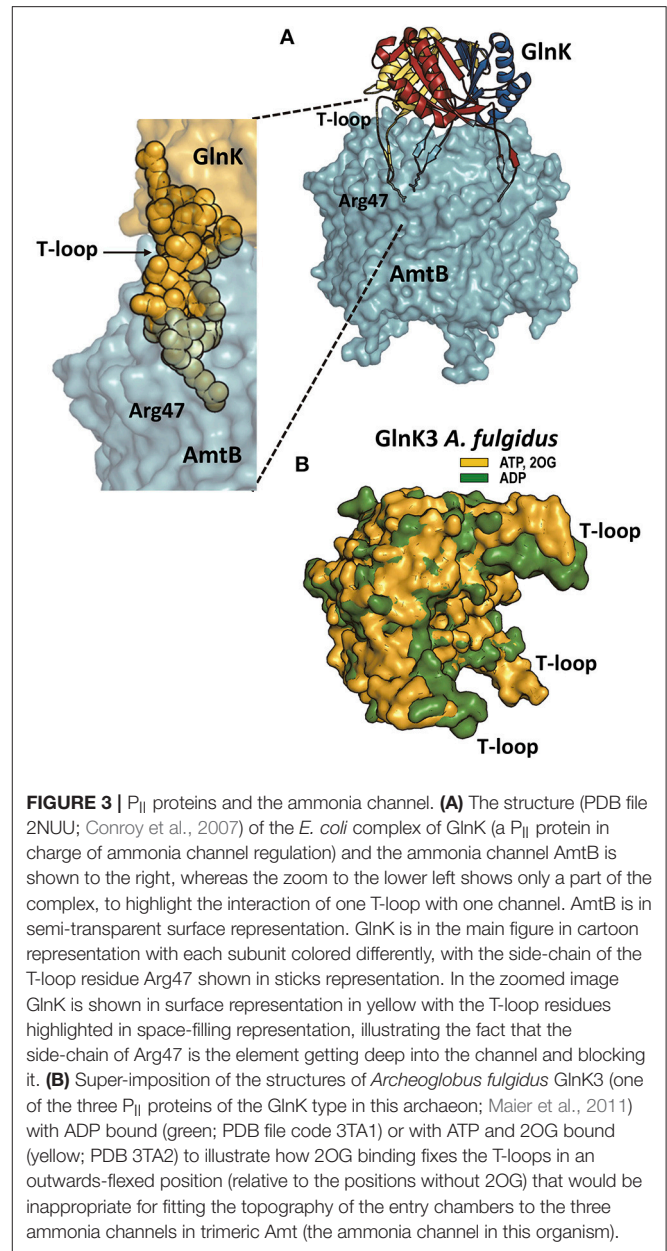 A
GlnK
T-loop
GlnK
T-loop
Arg47
AmtB
Arg47
AmtB
B
GlnK3 A. fulgidus
ATP, 2OG
ADP
T-loop
T-loop
T-loop
FIGURE 3 | PII proteins and the ammonia channel. (A) The structure (PDB file
2NUU; Conroy et al., 2007) of the E. coli complex of GlnK (a PII protein in
charge of ammonia channel regulation) and the ammonia channel AmtB is
shown to the right, whereas the zoom to the lower left shows only a part of the
complex, to highlight the interaction of one T-loop with one channel. AmtB is in
semi-transparent surface representation. GlnK is in the main figure in cartoon
representation with each subunit colored differently, with the side-chain of the
T-loop residue Arg47 shown in sticks representation. In the zoomed image
GlnK is shown in surface representation in yellow with the T-loop residues
highlighted in space-filling representation, illustrating the fact that the
side-chain of Arg47 is the element getting deep into the channel and blocking
it. (B) Super-imposition of the structures of Archeoglobus fulgidus GlnK3 (one
of the three PII proteins of the GlnK type in this archaeon; Maier et al., 2011)
with ADP bound (green; PDB file code 3TA1) or with ATP and 2OG bound
(yellow; PDB 3TA2) to illustrate how 2OG binding fixes the T-loops in an
outwards-flexed position (relative to the positions without 2OG) that would be
inappropriate for fitting the topography of the entry chambers to the three
ammonia channels in trimeric Amt (the ammonia channel in this organism).